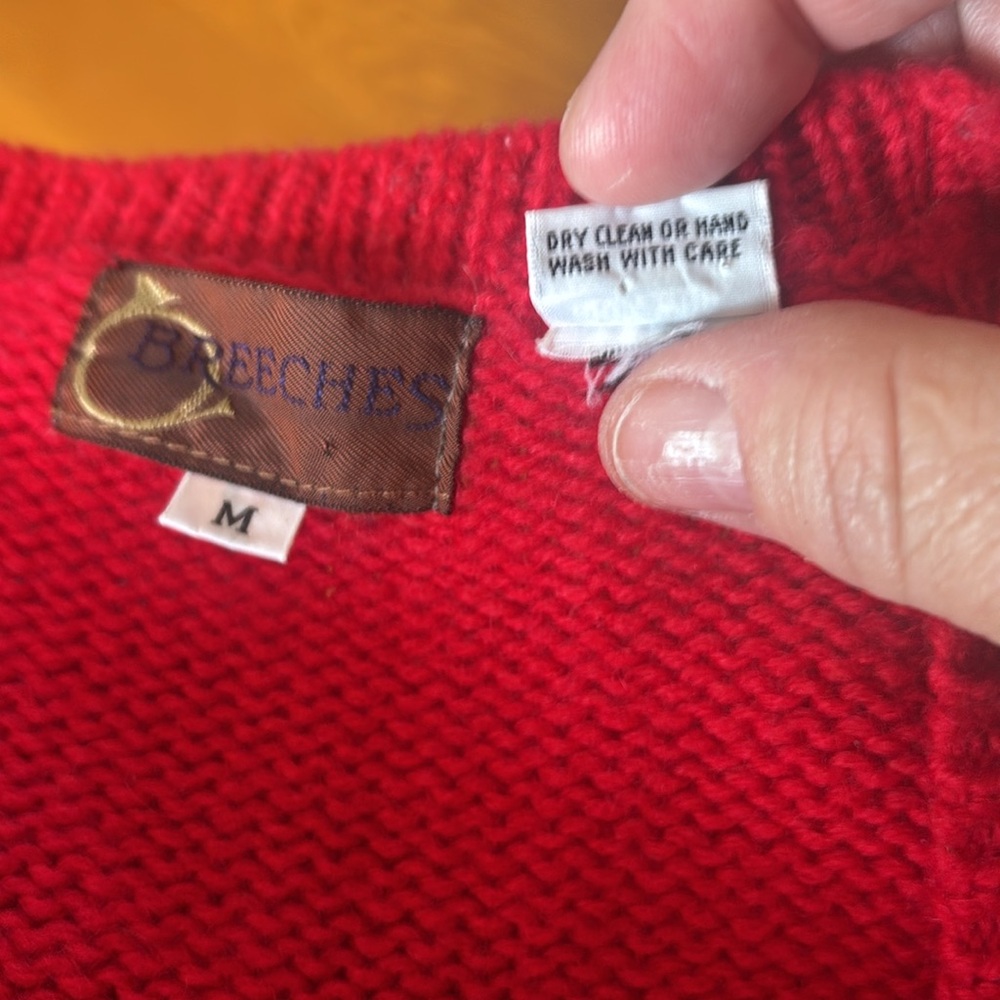 BREECHES
M
DRY CLEAN OR HAND
WASH WITH CARE